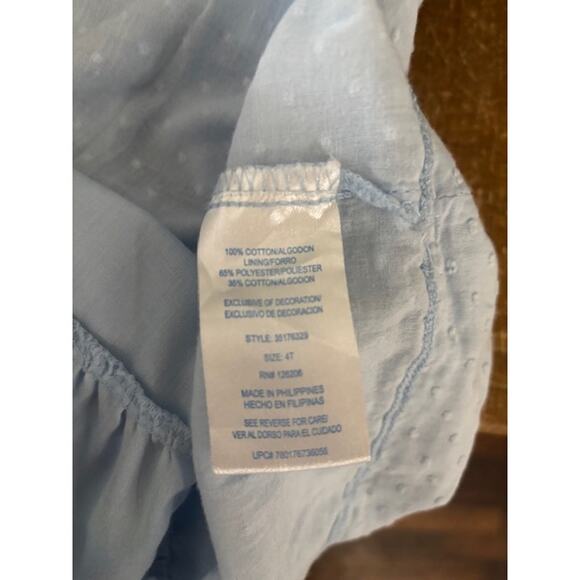 100% COTTON/ALGODON
LINING/FORRO
65% POLYESTER/POLIESTER
35% COTTON/ALGODON
EXCLUSIVE OF DECORATION/
EXCLUSIVO DE DECORACION
STYLE: 35176329
SIZE: 4T
RN# 126206
MADE IN PHILIPPINES
HECHO EN FILIPINAS
SEE REVERSE FOR CARE/
VER AL DORSO PARA EL CUIDADO
UPC# 780176736055